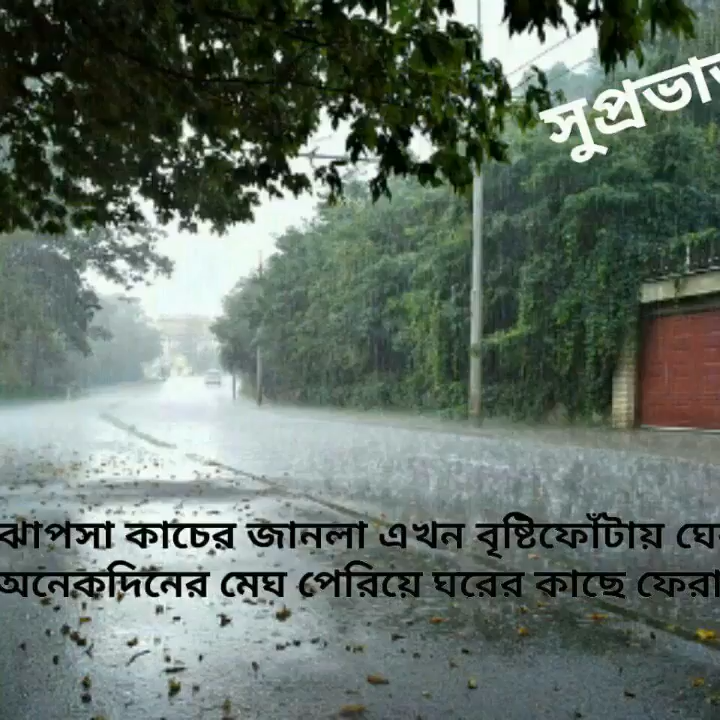 সুপ্রভা
ঝাপসা কাচের জানলা এখন বৃষ্টিফোঁটায়
অনেকদিনের মেঘ পেরিয়ে ঘরের কাছে ফেরা